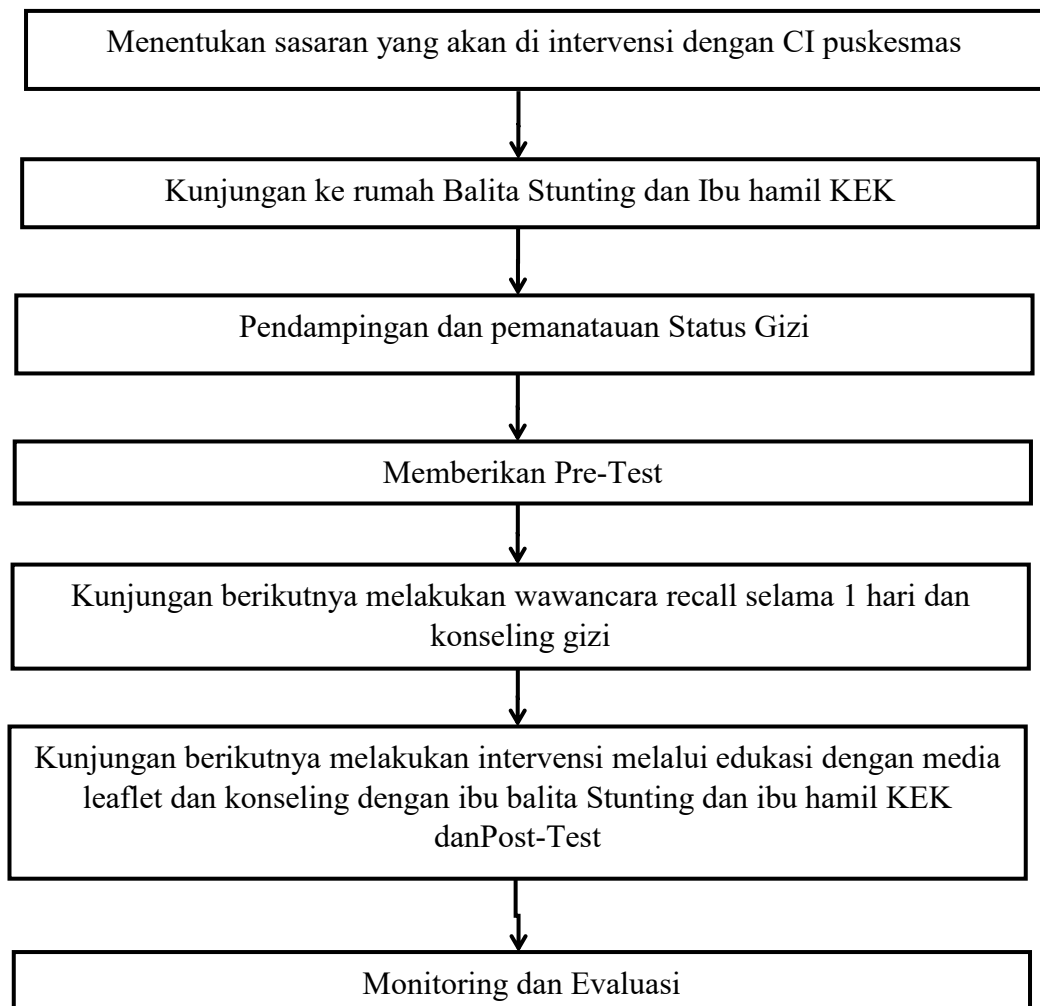 Menentukan sasaran yang akan di intervensi dengan CI puskesmas
Kunjungan ke rumah Balita Stunting dan Ibu hamil KEK
Pendampingan dan pemanatauan Status Gizi
Memberikan Pre-Test
Kunjungan berikutnya melakukan wawancara recall selama 1 hari dan
konseling gizi
Kunjungan berikutnya melakukan intervensi melalui edukasi dengan media
leaflet dan konseling dengan ibu balita Stunting dan ibu hamil KEK
danPost-Test
Monitoring dan Evaluasi